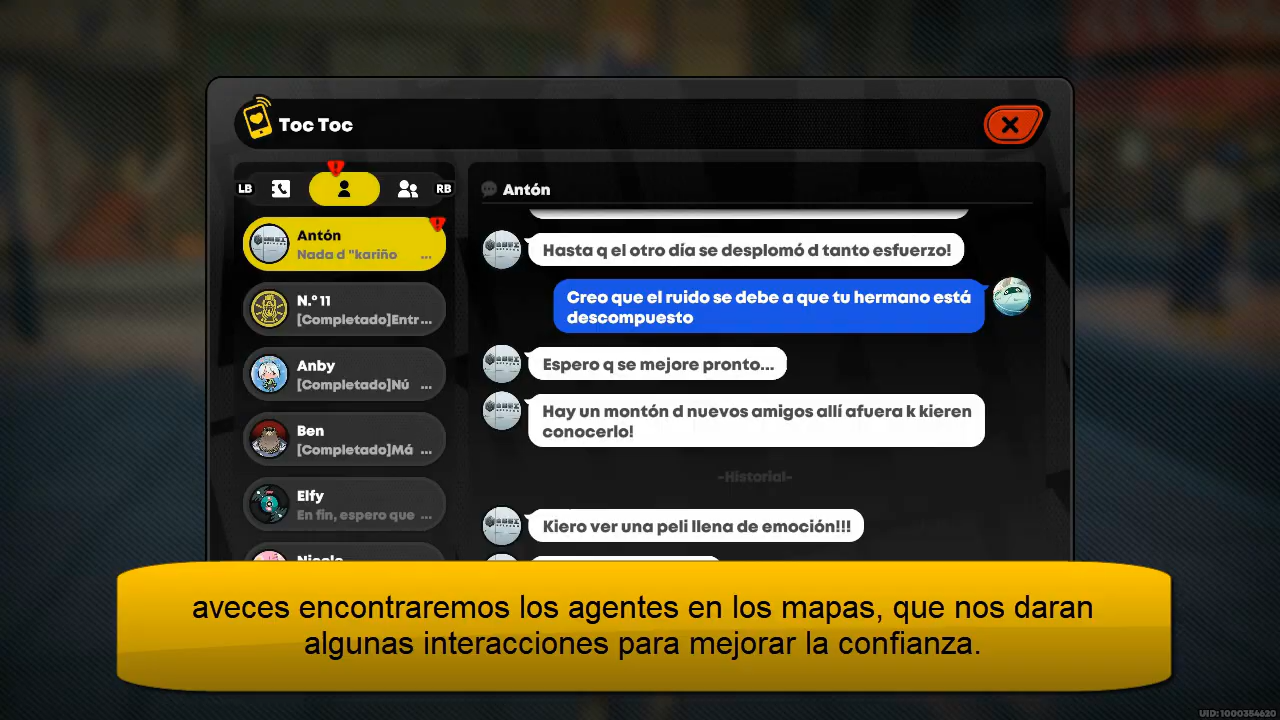 Toc Toc
LB
RB
Antón
Nada d "kariño ...
N.º 11
[Completado]Entr...
Anby
[Completado]Nú ...
Ben
[Completado]Má ...
Elfy
En fin, espero que ...
Nicole
Antón
Hasta q el otro día se desplomó d tanto esfuerzo!
Creo que el ruido se debe a que tu hermano está
descompuesto
Espero q se mejore pronto...
Hay un montón d nuevos amigos allí afuera k kieren
conocerlo!
-Historial-
Kiero ver una peli llena de emoción!!!
aveces encontraremos los agentes en los mapas, que nos daran
algunas interacciones para mejorar la confianza.
UID: 1000354620